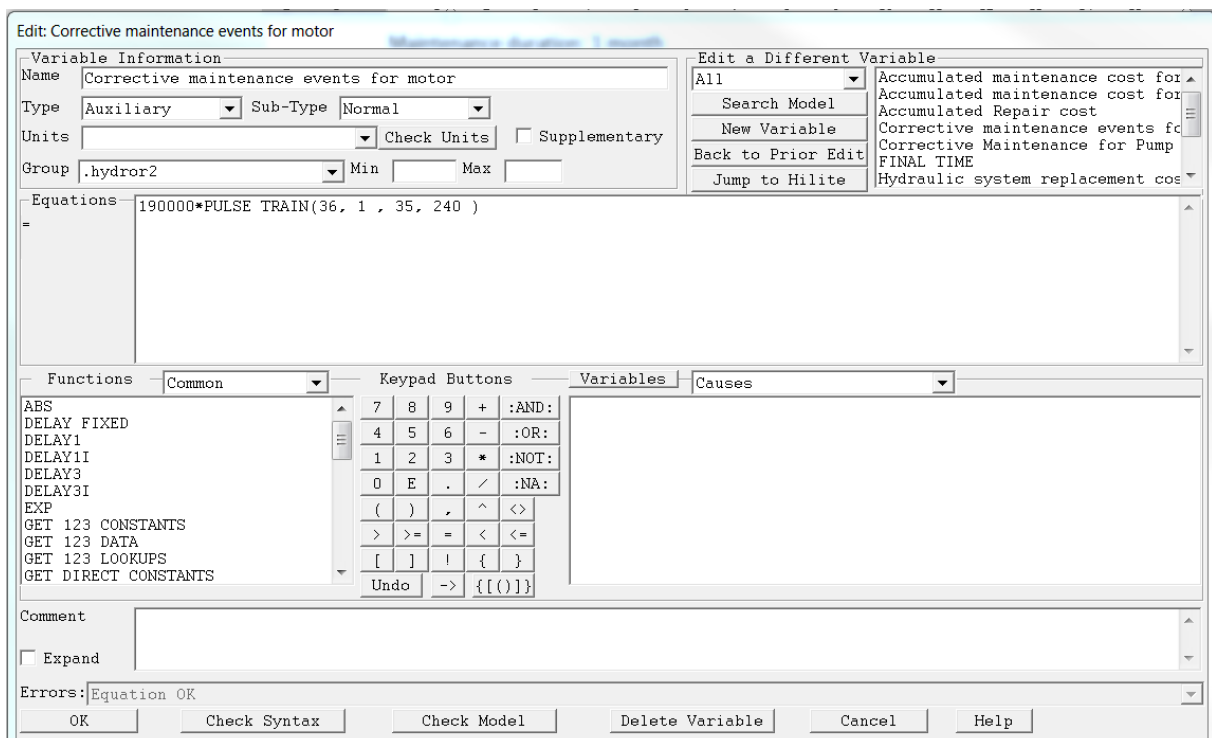 Edit: Corrective maintenance events for motor
Maintenance duration: 1 month
Variable Information
Name Corrective maintenance events for motor
Type Auxiliary Sub-Type Normal
Units Check Units Supplementary
Group .hydror2 Min Max
Edit a Different Variable
All
Search Model
New Variable
Back to Prior Edit
Jump to Hilite
Accumulated maintenance cost for
Accumulated maintenance cost for
Accumulated Repair cost
Corrective maintenance events fo
Corrective Maintenance for Pump
FINAL TIME
Hydraulic system replacement cos
Equations
=
190000*PULSE TRAIN(36, 1 , 35, 240 )
Functions Common
ABS
DELAY FIXED
DELAY1
DELAY1I
DELAY3
DELAY3I
EXP
GET 123 CONSTANTS
GET 123 DATA
GET 123 LOOKUPS
GET DIRECT CONSTANTS
Keypad Buttons
7 8 9 + :AND:
4 5 6 - :OR:
1 2 3 * :NOT:
0 E . / :NA:
( ) , ^ <>
> >= = < <=
[ ] ! { }
Undo -> {[()]}
Variables Causes
Comment
Expand
Errors: Equation OK
OK Check Syntax Check Model Delete Variable Cancel Help